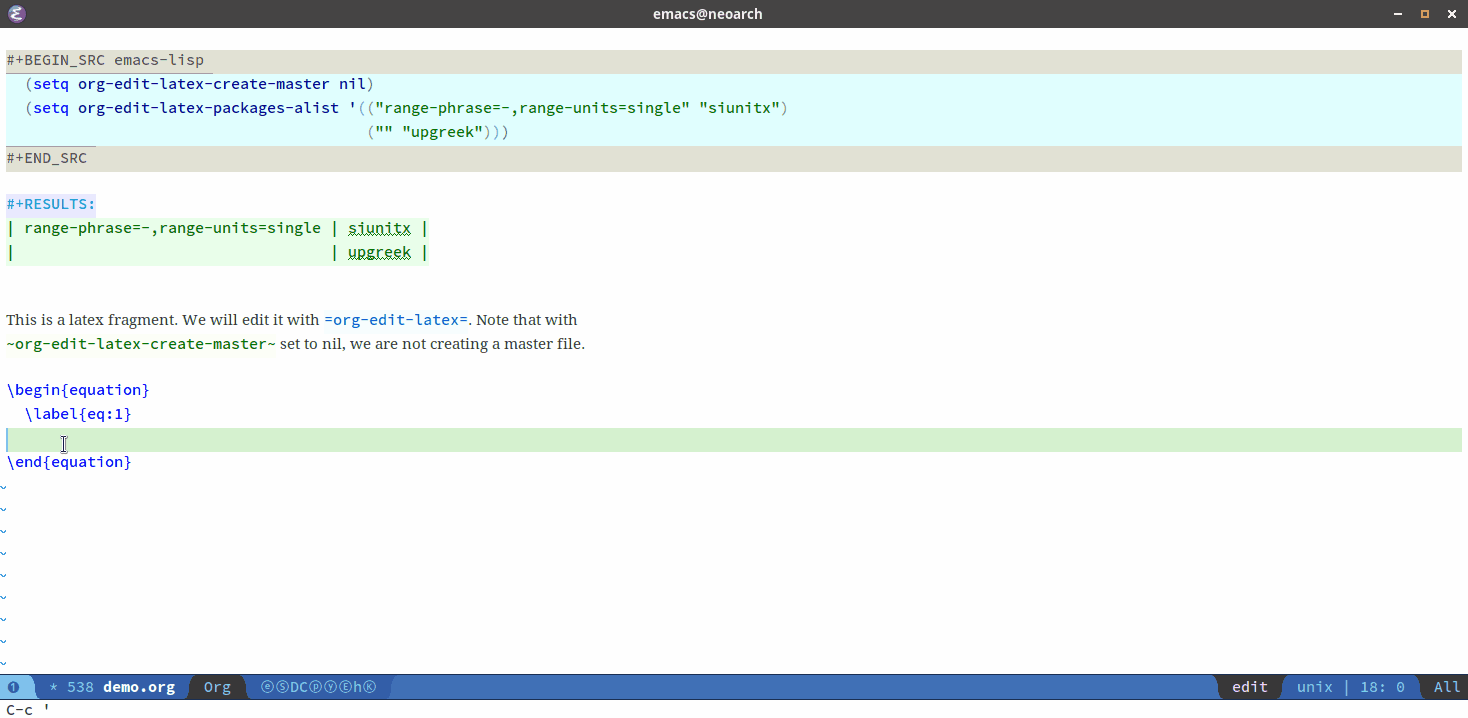 emacs@neoarch
#+BEGIN_SRC emacs-lisp
  (setq org-edit-latex-create-master nil)
  (setq org-edit-latex-packages-alist '(("range-phrase=-,range-units=single" "siunitx")
                                        ("" "upgreek")))
#+END_SRC
#+RESULTS:
| range-phrase=-,range-units=single | siunitx |
|                                   | upgreek |
This is a latex fragment. We will edit it with =org-edit-latex=. Note that with
~org-edit-latex-create-master~ set to nil, we are not creating a master file.
\begin{equation}
  \label{eq:1}
\end{equation}
~
~
~
~
~
~
~
~
~
❶ * 538 demo.org Org ⓔⓈDCⓟⓨⒺhⓀ edit unix | 18: 0 All
C-c '